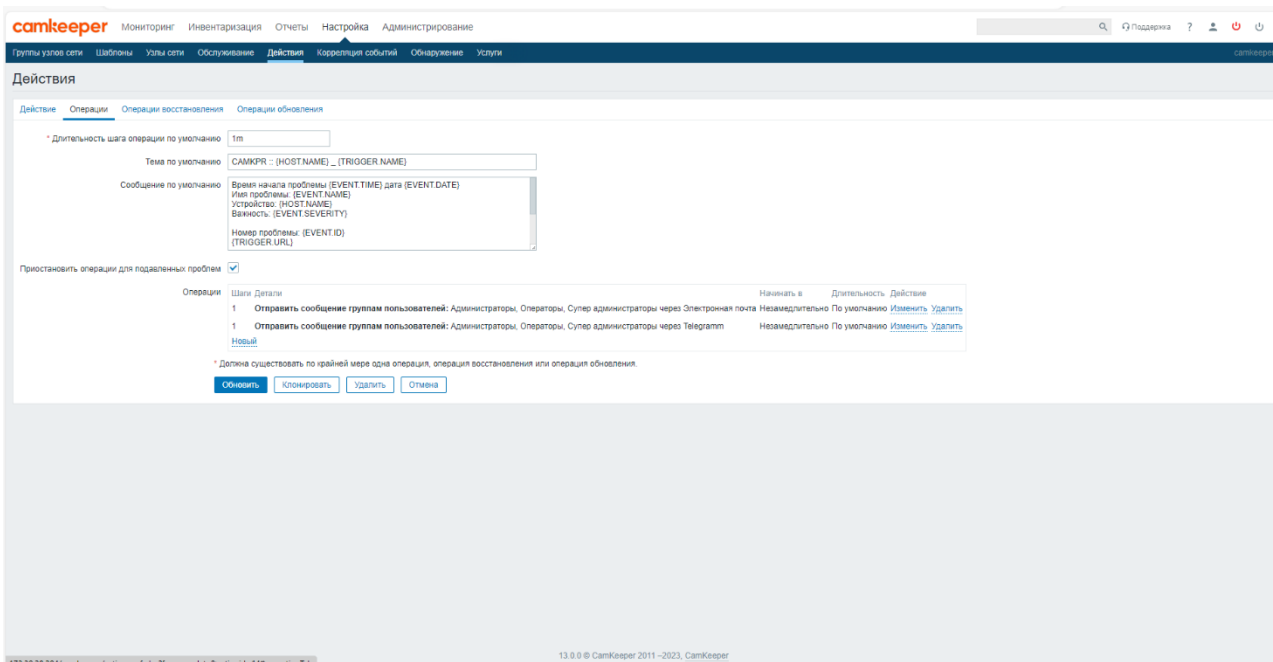 camkeeper Мониторинг Инвентаризация Отчеты Настройка Администрирование Поддержка ?
Группы узлов сети Шаблоны Узлы сети Обслуживание Действия Корреляция событий Обнаружение Услуги camkeeper
Действия
Действие Операции Операции восстановления Операции обновления
* Длительность шага операции по умолчанию 1m
Тема по умолчанию CAMKPR :: {HOST.NAME} _ {TRIGGER.NAME}
Сообщение по умолчанию Время начала проблемы {EVENT.TIME} дата {EVENT.DATE}
Имя проблемы: {EVENT.NAME}
Устройство: {HOST.NAME}
Важность: {EVENT.SEVERITY}
Номер проблемы: {EVENT.ID}
{TRIGGER.URL}
Приостановить операции для подавленных проблем
Операции Шаги Детали Начинать в Длительность Действие
1 Отправить сообщение группам пользователей: Администраторы, Операторы, Супер администраторы через Электронная почта Незамедлительно По умолчанию Изменить Удалить
1 Отправить сообщение группам пользователей: Администраторы, Операторы, Супер администраторы через Telegramm Незамедлительно По умолчанию Изменить Удалить
Новый
* Должна существовать по крайней мере одна операция, операция восстановления или операция обновления.
Обновить Клонировать Удалить Отмена
13.0.0 © CamKeeper 2011 –2023, CamKeeper